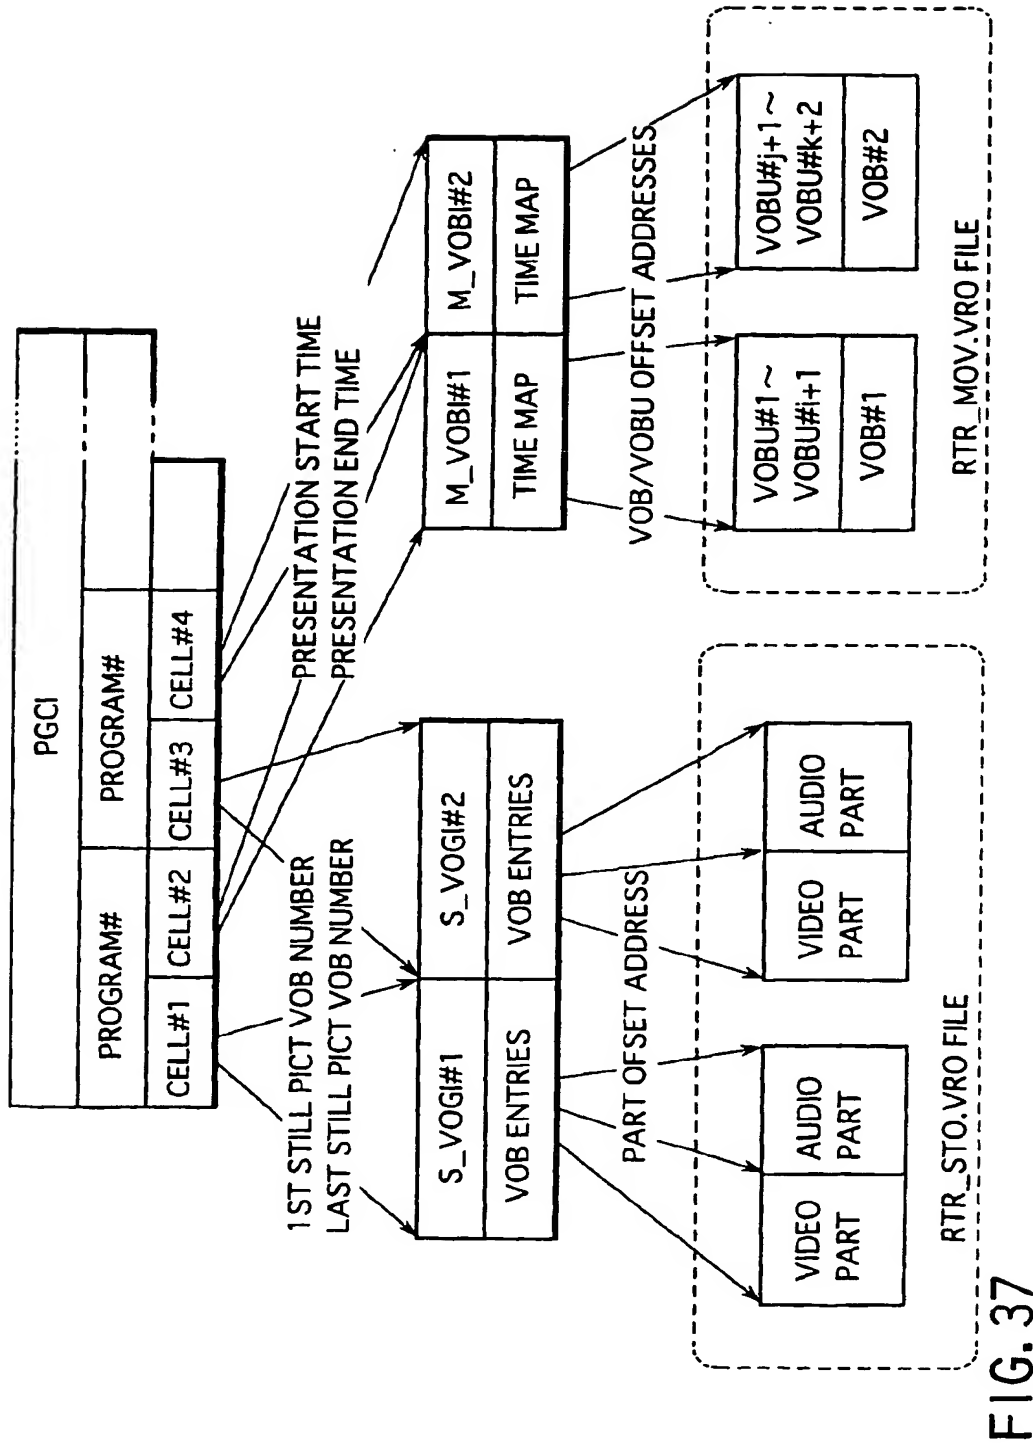 PGCI
PROGRAM#
PROGRAM#
CELL#1
CELL#2
CELL#3
CELL#4
1ST STILL PICT VOB NUMBER
LAST STILL PICT VOB NUMBER
PRESENTATION START TIME
PRESENTATION END TIME
S_VOGI#1
S_VOGI#2
VOB ENTRIES
VOB ENTRIES
M_VOBI#1
M_VOBI#2
TIME MAP
TIME MAP
PART OFSET ADDRESS
VOB/VOBU OFFSET ADDRESSES
VIDEO
PART
AUDIO
PART
VIDEO
PART
AUDIO
PART
VOBU#1~
VOBU#i+1
VOB#1
VOBU#j+1~
VOBU#k+2
VOB#2
RTR_STO.VRO FILE
RTR_MOV.VRO FILE
FIG. 37